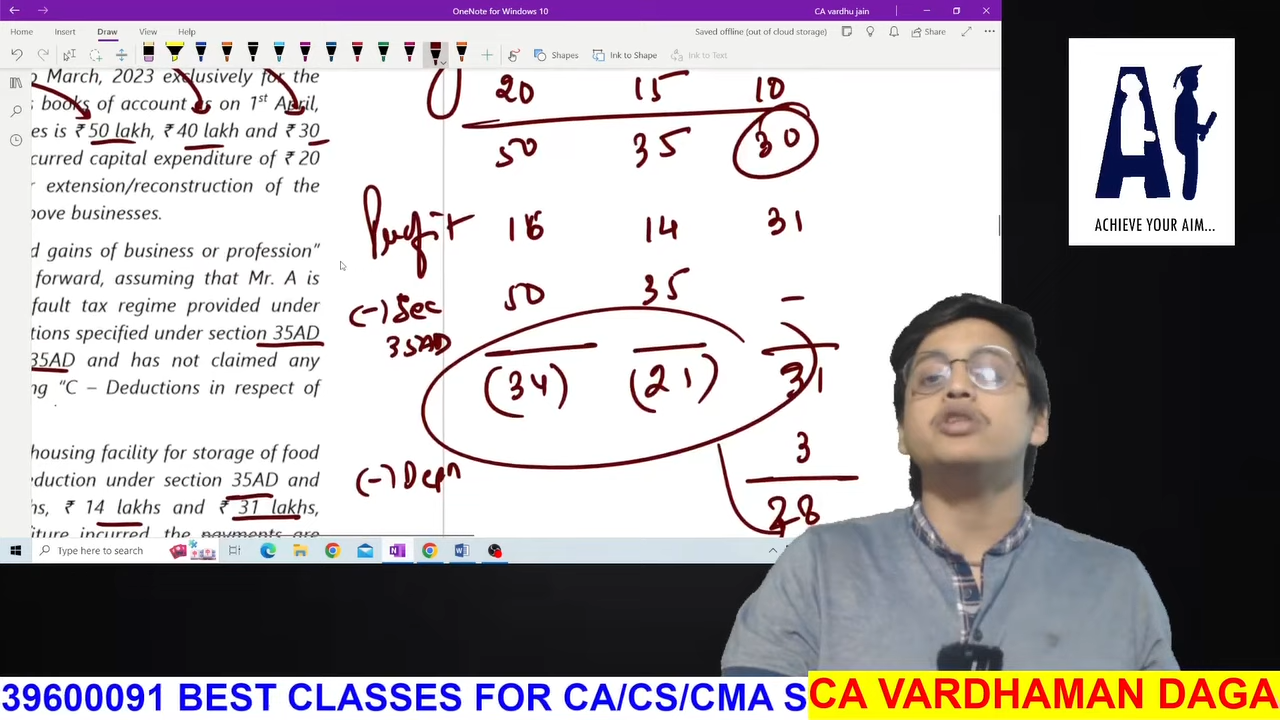 OneNote for Windows 10
CA vardhu jain
Home Insert Draw View Help
Saved offline (out of cloud storage)
Share
Shapes
Ink to Shape
Ink to Text
o March, 2023 exclusively for the
s books of account as on 1st April,
es is ₹ 50 lakh, ₹ 40 lakh and ₹ 30
curred capital expenditure of ₹ 20
r extension/reconstruction of the
bove businesses.
d gains of business or profession”
forward, assuming that Mr. A is
fault tax regime provided under
tions specified under section 35AD
35AD and has not claimed any
ng “C – Deductions in respect of
housing facility for storage of food
eduction under section 35AD and
hs, ₹ 14 lakhs and ₹ 31 lakhs,
iture incurred, the payments are
20 15 10
50 35 30
Profit 16 14 31
(-) Sec 50 35 –
35AD
(34) (21) 31
(-) Depn 3
28
Type here to search
ACHIEVE YOUR AIM...
39600091 BEST CLASSES FOR CA/CS/CMA S
CA VARDHAMAN DAGA